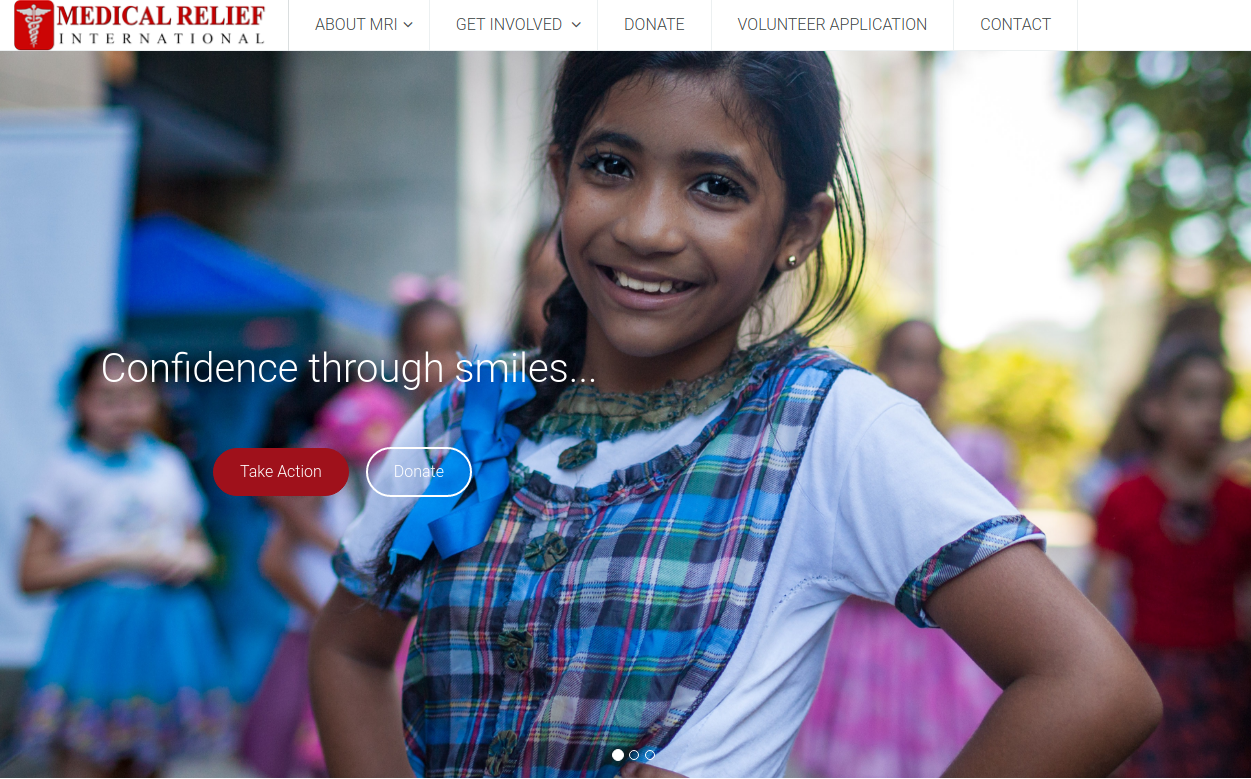 MEDICAL RELIEF
INTERNATIONAL
ABOUT MRI
GET INVOLVED
DONATE
VOLUNTEER APPLICATION
CONTACT
Confidence through smiles...
Take Action
Donate